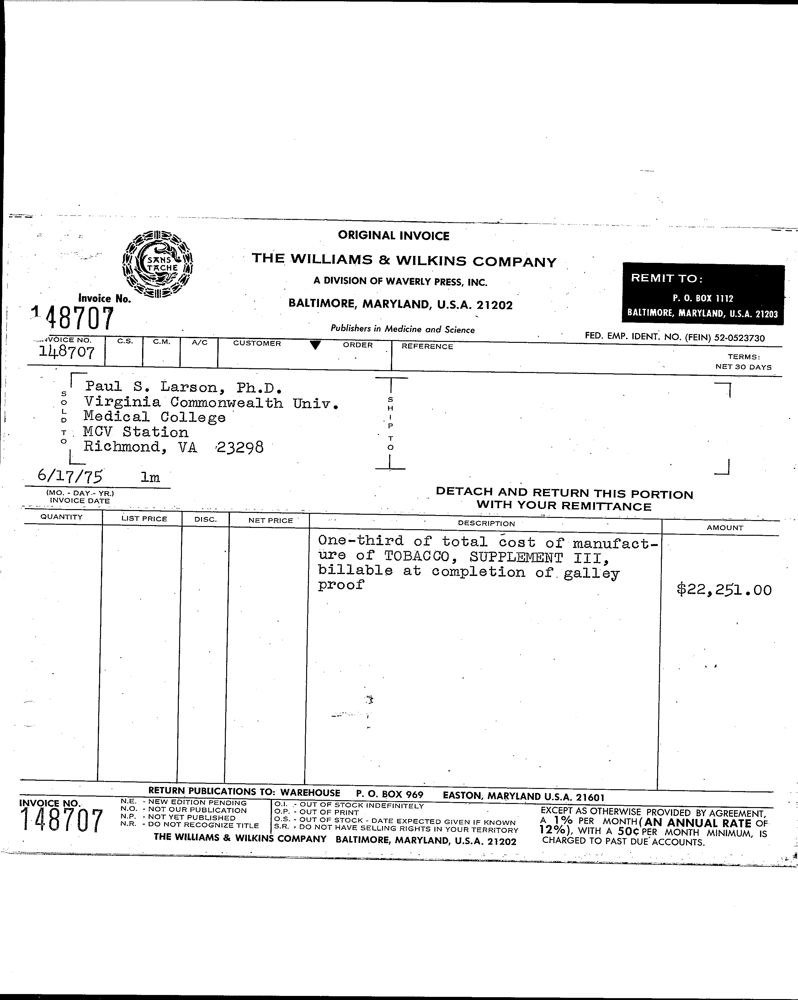 ORIGINAL INVOICE
SANS
TACHE
THE WILLIAMS & WILKINS COMPANY
A DIVISION OF WAVERLY PRESS, INC.
BALTIMORE, MARYLAND, U.S.A. 21202
Publishers in Medicine and Science
REMIT TO:
P. O. BOX 1112
BALTIMORE, MARYLAND, U.S.A. 21203
FED. EMP. IDENT. NO. (FEIN) 52-0523730
Invoice No.
148707
INVOICE NO. C.S. C.M. A/C CUSTOMER ORDER REFERENCE
148707
TERMS:
NET 30 DAYS
SOLD TO
Paul S. Larson, Ph.D.
Virginia Commonwealth Univ.
Medical College
MCV Station
Richmond, VA 23298
SHIP TO
6/17/75 lm
(MO. - DAY - YR.)
INVOICE DATE
DETACH AND RETURN THIS PORTION
WITH YOUR REMITTANCE
QUANTITY LIST PRICE DISC. NET PRICE DESCRIPTION AMOUNT
One-third of total cost of manufact-
ure of TOBACCO, SUPPLEMENT III,
billable at completion of galley
proof $22,251.00
RETURN PUBLICATIONS TO: WAREHOUSE P. O. BOX 969 EASTON, MARYLAND U.S.A. 21601
INVOICE NO.
148707
N.E. - NEW EDITION PENDING
N.O. - NOT OUR PUBLICATION
N.P. - NOT YET PUBLISHED
N.R. - DO NOT RECOGNIZE TITLE
O.I. - OUT OF STOCK INDEFINITELY
O.P. - OUT OF PRINT
O.S. - OUT OF STOCK - DATE EXPECTED GIVEN IF KNOWN
S.R. - DO NOT HAVE SELLING RIGHTS IN YOUR TERRITORY
EXCEPT AS OTHERWISE PROVIDED BY AGREEMENT,
A 1% PER MONTH (AN ANNUAL RATE OF
12%), WITH A 50¢ PER MONTH MINIMUM, IS
CHARGED TO PAST DUE ACCOUNTS.
THE WILLIAMS & WILKINS COMPANY BALTIMORE, MARYLAND, U.S.A. 21202